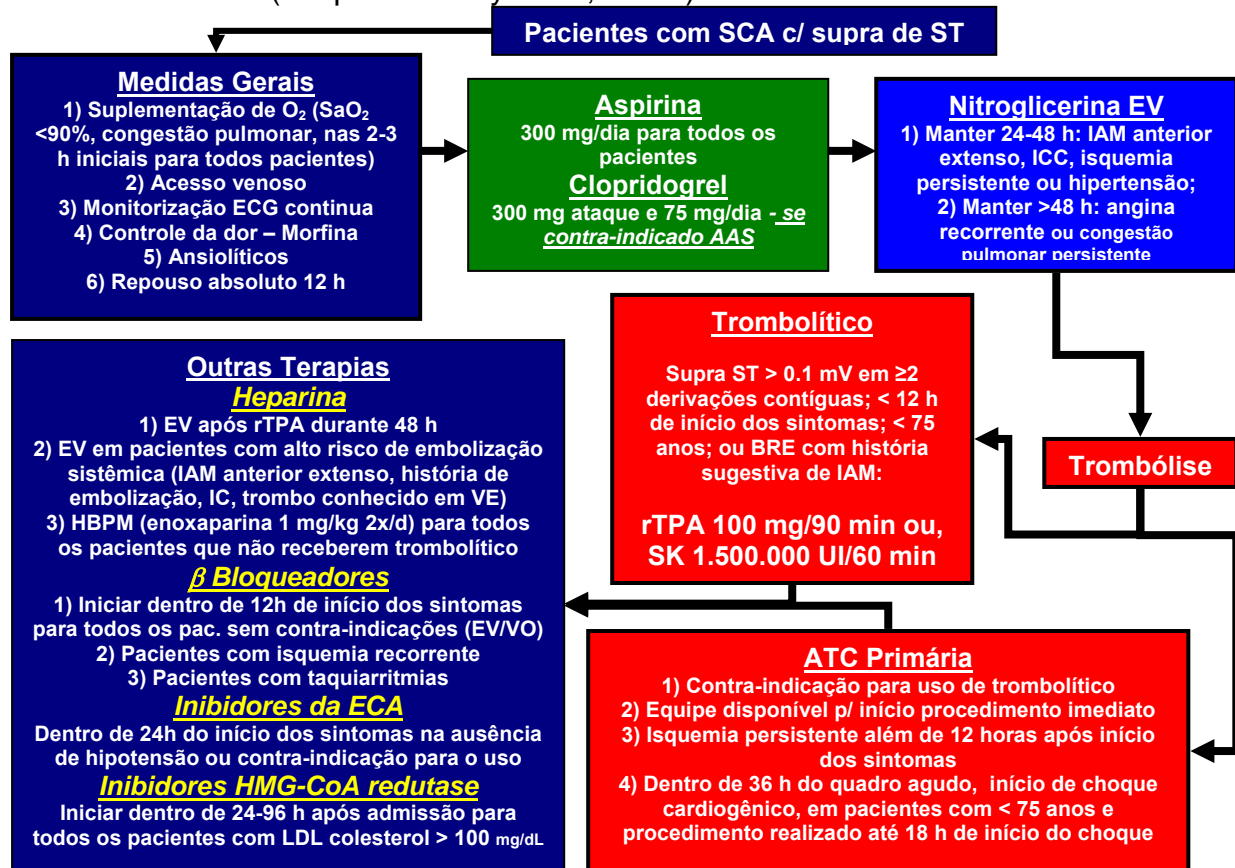 Pacientes com SCA c/ supra de ST
Medidas Gerais
1) Suplementação de O₂ (SaO₂
<90%, congestão pulmonar, nas 2-3
h iniciais para todos pacientes)
2) Acesso venoso
3) Monitorização ECG continua
4) Controle da dor – Morfina
5) Ansiolíticos
6) Repouso absoluto 12 h
Aspirina
300 mg/dia para todos os
pacientes
Clopridogrel
300 mg ataque e 75 mg/dia - se
contra-indicado AAS
Nitroglicerina EV
1) Manter 24-48 h: IAM anterior
extenso, ICC, isquemia
persistente ou hipertensão;
2) Manter >48 h: angina
recorrente ou congestão
pulmonar persistente
Trombólise
Trombolítico
Supra ST > 0.1 mV em ≥2
derivações contíguas; < 12 h
de início dos sintomas; < 75
anos; ou BRE com história
sugestiva de IAM:
rTPA 100 mg/90 min ou,
SK 1.500.000 UI/60 min
ATC Primária
1) Contra-indicação para uso de trombolítico
2) Equipe disponível p/ início procedimento imediato
3) Isquemia persistente além de 12 horas após início
dos sintomas
4) Dentro de 36 h do quadro agudo, início de choque
cardiogênico, em pacientes com < 75 anos e
procedimento realizado até 18 h de início do choque
Outras Terapias
Heparina
1) EV após rTPA durante 48 h
2) EV em pacientes com alto risco de embolização
sistêmica (IAM anterior extenso, história de
embolização, IC, trombo conhecido em VE)
3) HBPM (enoxaparina 1 mg/kg 2x/d) para todos
os pacientes que não receberem trombolítico
β Bloqueadores
1) Iniciar dentro de 12h de início dos sintomas
para todos os pac. sem contra-indicações (EV/VO)
2) Pacientes com isquemia recorrente
3) Pacientes com taquiarritmias
Inibidores da ECA
Dentro de 24h do início dos sintomas na ausência
de hipotensão ou contra-indicação para o uso
Inibidores HMG-CoA redutase
Iniciar dentro de 24-96 h após admissão para
todos os pacientes com LDL colesterol > 100 mg/dL